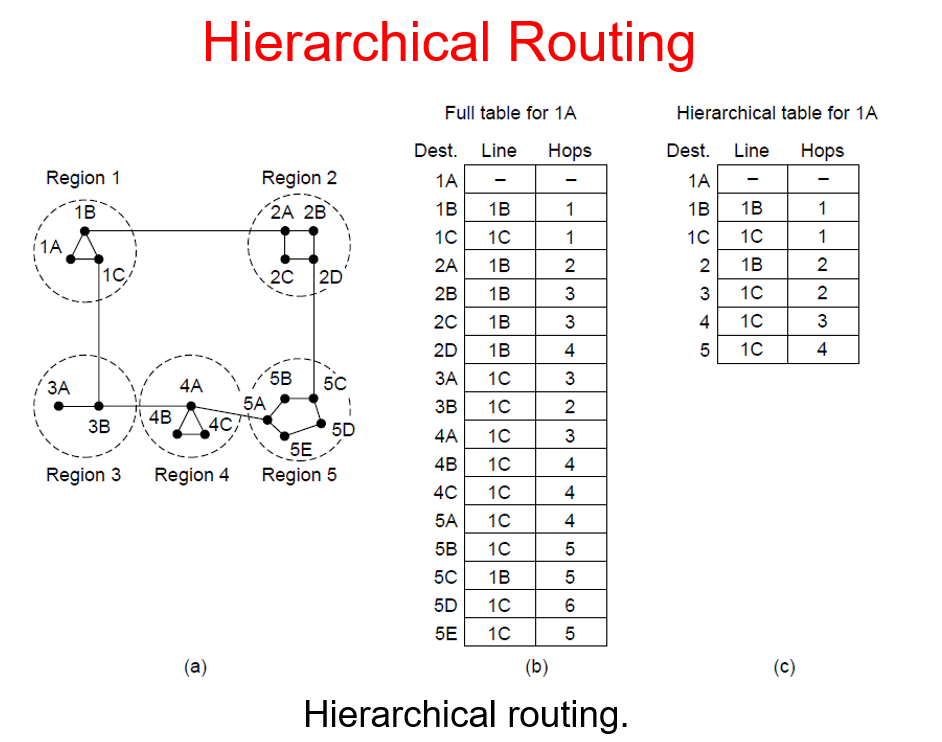 Hierarchical Routing
Full table for 1A
Hierarchical table for 1A
Region 1
Region 2
1B
1A
1C
2A 2B
2C
2D
3A
3B
4A
4B
4C
5A
5B
5C
5D
5E
Region 3
Region 4
Region 5
(a)
Dest. Line Hops
1A – –
1B 1B 1
1C 1C 1
2A 1B 2
2B 1B 3
2C 1B 3
2D 1B 4
3A 1C 3
3B 1C 2
4A 1C 3
4B 1C 4
4C 1C 4
5A 1C 4
5B 1C 5
5C 1B 5
5D 1C 6
5E 1C 5
(b)
Dest. Line Hops
1A – –
1B 1B 1
1C 1C 1
2 1B 2
3 1C 2
4 1C 3
5 1C 4
(c)
Hierarchical routing.